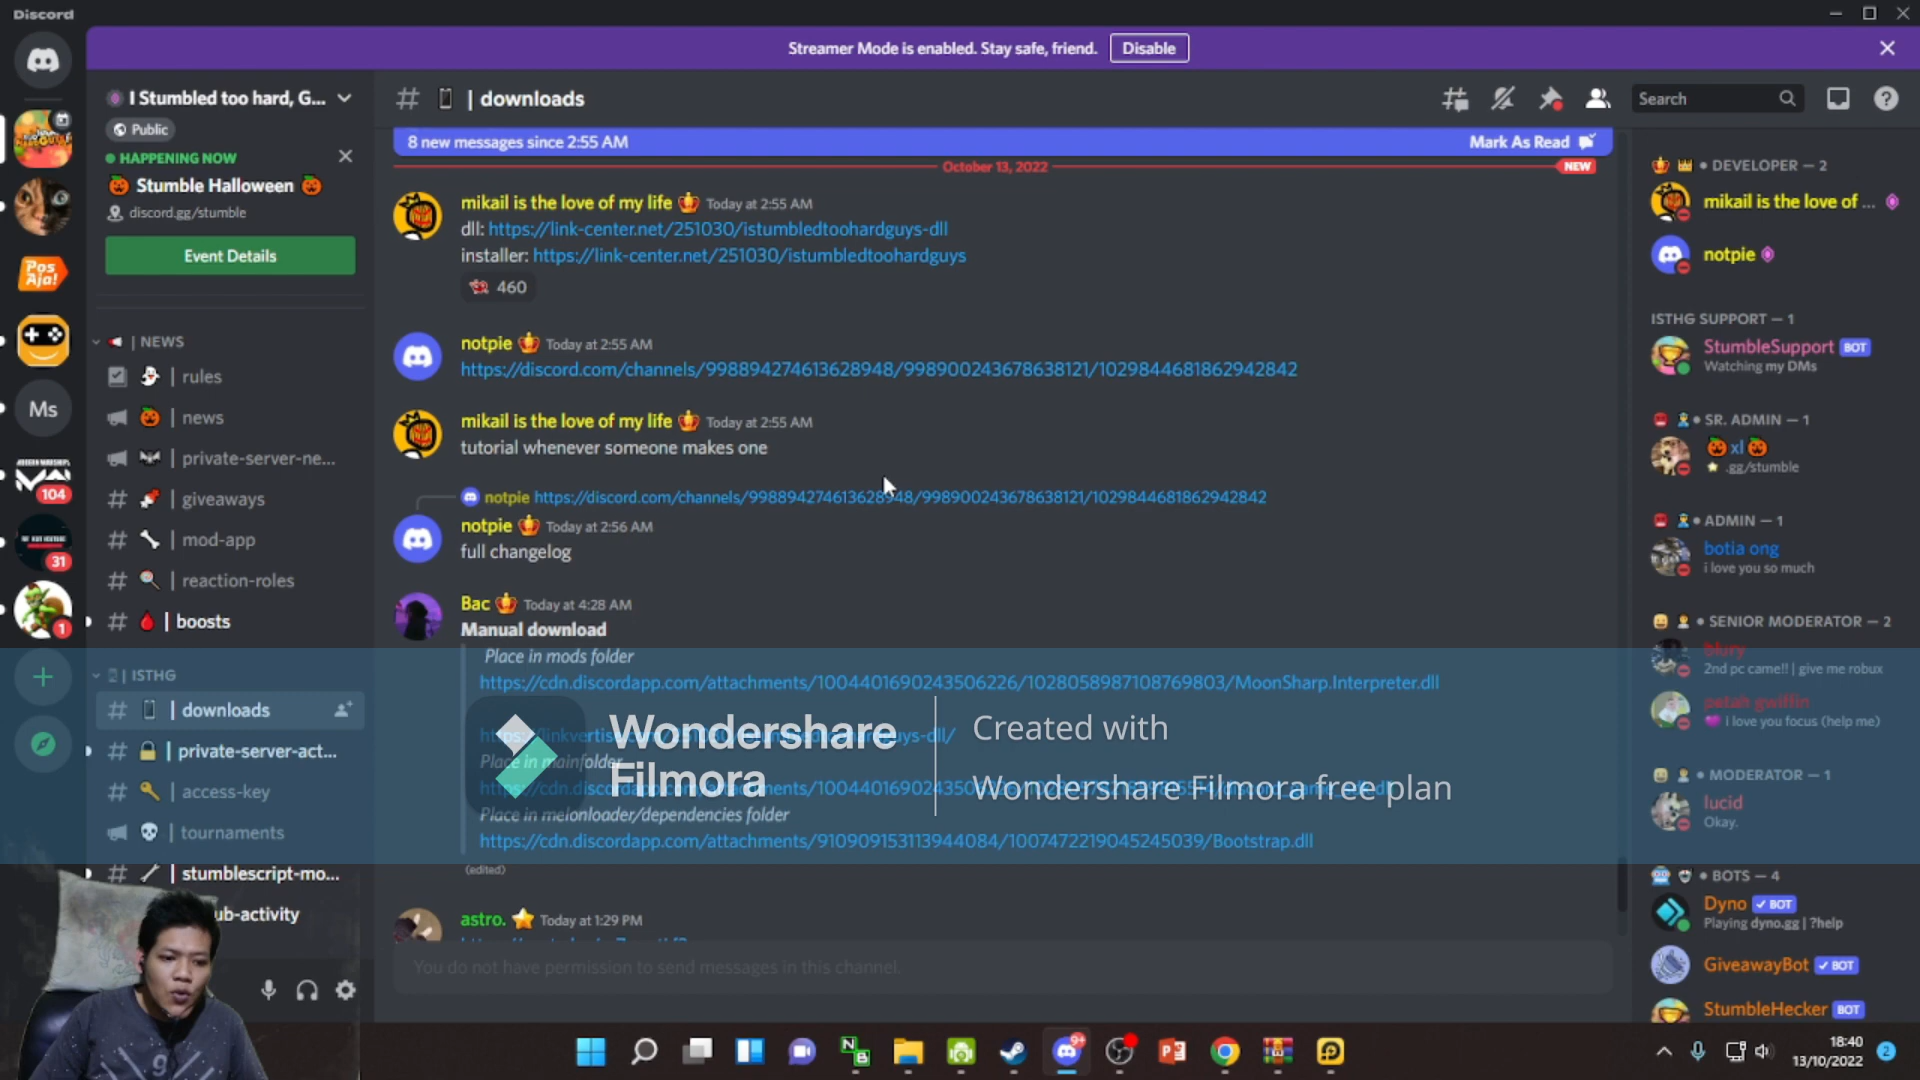 Discord
Streamer Mode is enabled. Stay safe, friend.
Disable
I Stumbled too hard, G...
Public
HAPPENING NOW
Stumble Halloween
discord.gg/stumble
Event Details
Pos Aja!
Ms
104
31
1
| NEWS
| rules
| news
| private-server-ne...
| giveaways
| mod-app
| reaction-roles
| boosts
| ISTHG
| downloads
| private-server-act...
| access-key
| tournaments
| stumblescript-mo...
ub-activity
| downloads
Search
8 new messages since 2:55 AM
Mark As Read
October 13, 2022
NEW
mikail is the love of my life Today at 2:55 AM
dll: https://link-center.net/251030/istumbledtoohardguys-dll
installer: https://link-center.net/251030/istumbledtoohardguys
460
notpie Today at 2:55 AM
https://discord.com/channels/998894274613628948/998900243678638121/1029844681862942842
mikail is the love of my life Today at 2:55 AM
tutorial whenever someone makes one
notpie https://discord.com/channels/998894274613628948/998900243678638121/1029844681862942842
notpie Today at 2:56 AM
full changelog
Bac Today at 4:28 AM
Manual download
Place in mods folder
https://cdn.discordapp.com/attachments/1004401690243506226/1028058987108769803/MoonSharp.Interpreter.dll
Place in mainfolder
Place in melonloader/dependencies folder
https://cdn.discordapp.com/attachments/910909153113944084/1007472219045245039/Bootstrap.dll
(edited)
Wondershare
Filmora
Created with
Wondershare Filmora free plan
astro. Today at 1:29 PM
You do not have permission to send messages in this channel.
DEVELOPER — 2
mikail is the love of ...
notpie
ISTHG SUPPORT — 1
StumbleSupport BOT
Watching my DMs
SR. ADMIN — 1
xl
.gg/stumble
ADMIN — 1
botia ong
i love you so much
SENIOR MODERATOR — 2
blury
2nd pc came!! | give me robux
petah gwiffin
i love you focus (help me)
MODERATOR — 1
lucid
Okay.
BOTS — 4
Dyno BOT
Playing dyno.gg | ?help
GiveawayBot BOT
StumbleHecker BOT
9+
18:40
13/10/2022
2